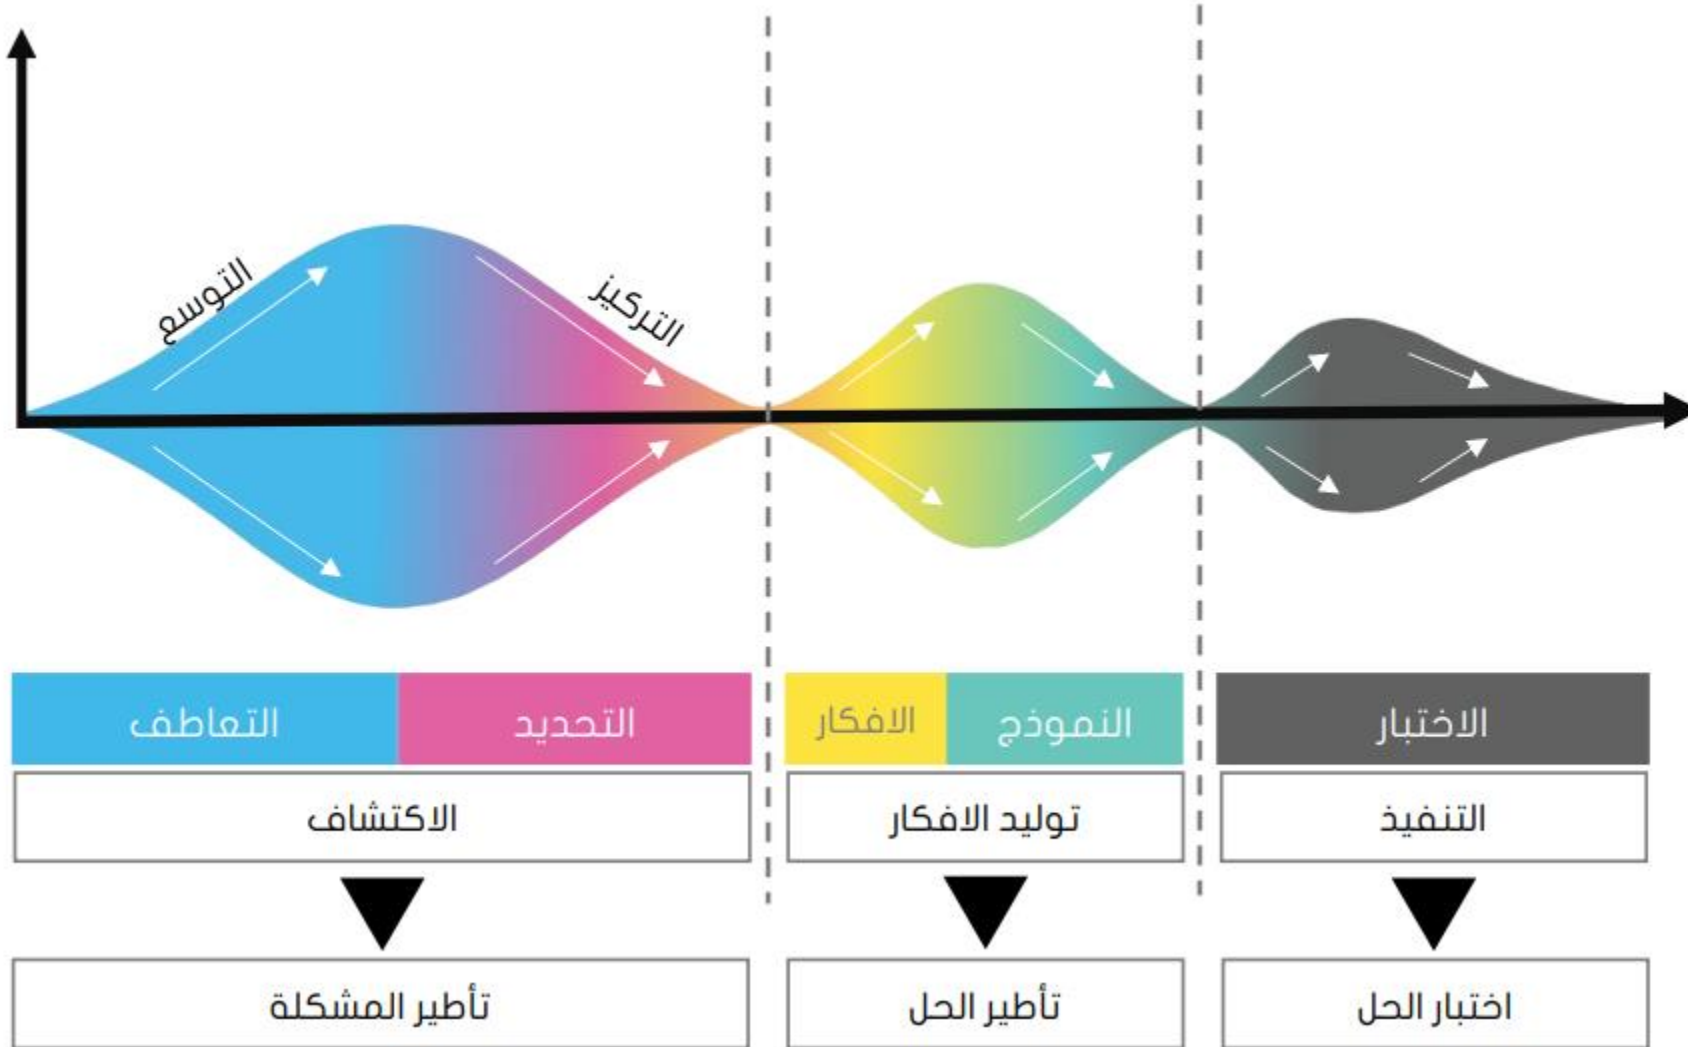 التوسع
التركيز
التعاطف
التحديد
الافكار
النموذج
الاختبار
الاكتشاف
توليد الافكار
التنفيذ
تأطير المشكلة
تأطير الحل
اختبار الحل